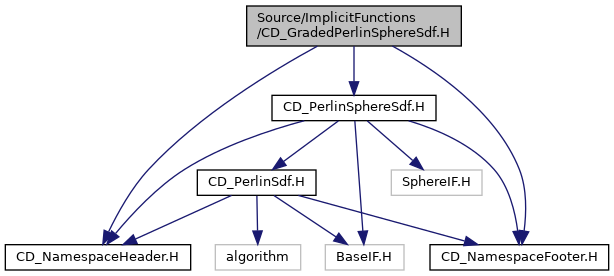 Source/ImplicitFunctions
/CD_GradedPerlinSphereSdf.H
CD_PerlinSphereSdf.H
CD_PerlinSdf.H
SphereIF.H
CD_NamespaceHeader.H
algorithm
BaseIF.H
CD_NamespaceFooter.H